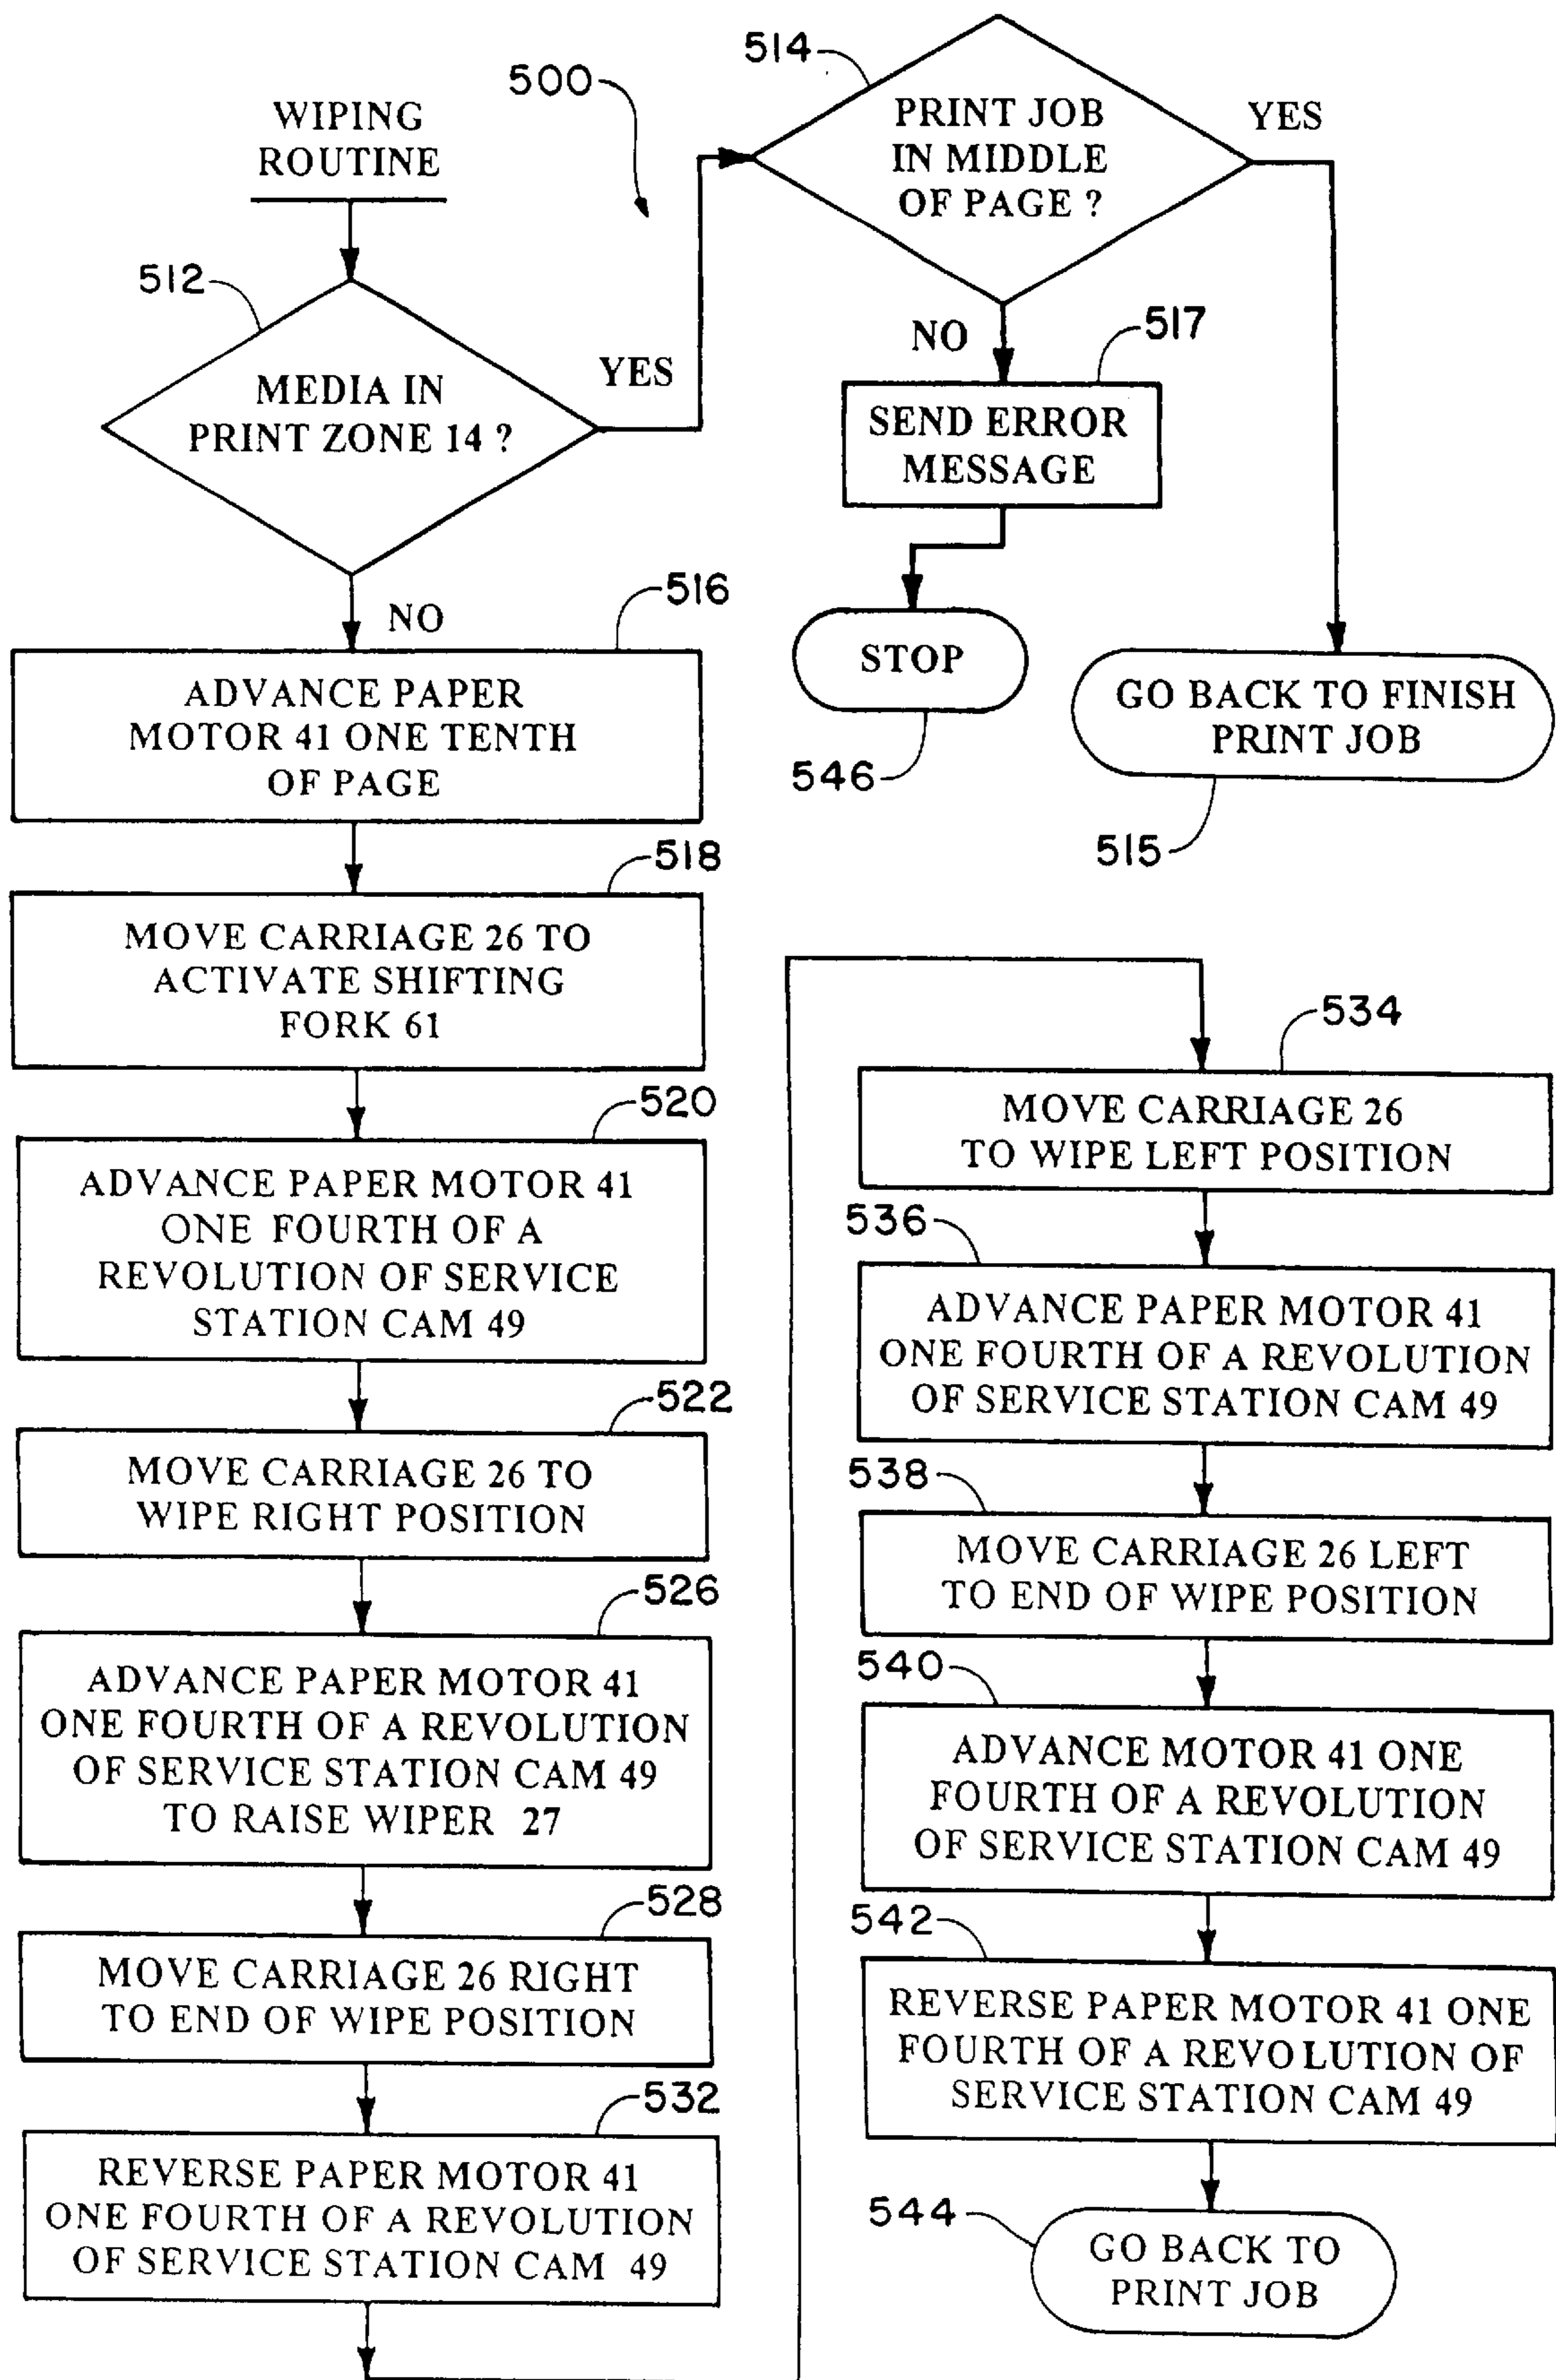 WIPING
ROUTINE
500
512
MEDIA IN
PRINT ZONE 14 ?
YES
NO
514
PRINT JOB
IN MIDDLE
OF PAGE ?
YES
NO
517
SEND ERROR
MESSAGE
STOP
546
GO BACK TO FINISH
PRINT JOB
515
516
ADVANCE PAPER
MOTOR 41 ONE TENTH
OF PAGE
518
MOVE CARRIAGE 26 TO
ACTIVATE SHIFTING
FORK 61
520
ADVANCE PAPER MOTOR 41
ONE FOURTH OF A
REVOLUTION OF SERVICE
STATION CAM 49
522
MOVE CARRIAGE 26 TO
WIPE RIGHT POSITION
526
ADVANCE PAPER MOTOR 41
ONE FOURTH OF A REVOLUTION
OF SERVICE STATION CAM 49
TO RAISE WIPER 27
528
MOVE CARRIAGE 26 RIGHT
TO END OF WIPE POSITION
532
REVERSE PAPER MOTOR 41
ONE FOURTH OF A REVOLUTION
OF SERVICE STATION CAM 49
534
MOVE CARRIAGE 26
TO WIPE LEFT POSITION
536
ADVANCE PAPER MOTOR 41
ONE FOURTH OF A REVOLUTION
OF SERVICE STATION CAM 49
538
MOVE CARRIAGE 26 LEFT
TO END OF WIPE POSITION
540
ADVANCE MOTOR 41 ONE
FOURTH OF A REVOLUTION
OF SERVICE STATION CAM 49
542
REVERSE PAPER MOTOR 41 ONE
FOURTH OF A REVOLUTION OF
SERVICE STATION CAM 49
544
GO BACK TO
PRINT JOB